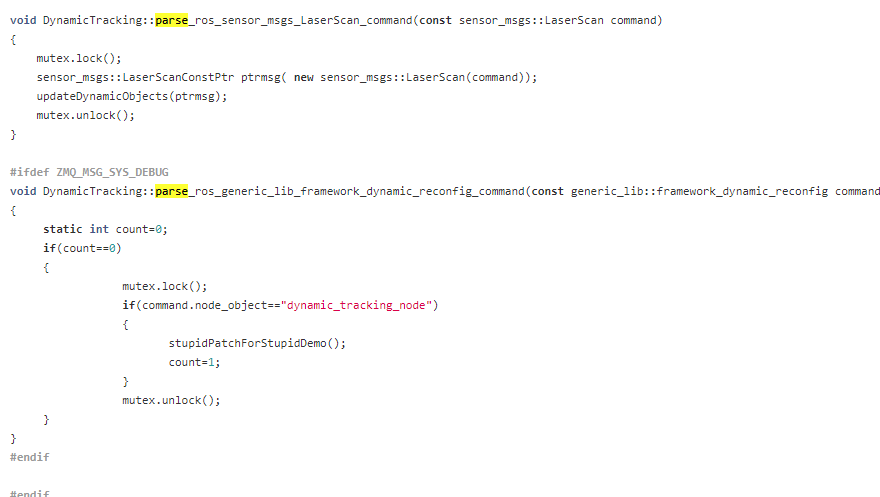 void DynamicTracking::parse_ros_sensor_msgs_LaserScan_command(const sensor_msgs::LaserScan command)
{
mutex.lock();
sensor_msgs::LaserScanConstPtr ptrmsg( new sensor_msgs::LaserScan(command));
updateDynamicObjects(ptrmsg);
mutex.unlock();
}
#ifdef ZMQ_MSG_SYS_DEBUG
void DynamicTracking::parse_ros_generic_lib_framework_dynamic_reconfig_command(const generic_lib::framework_dynamic_reconfig command
{
static int count=0;
if(count==0)
{
mutex.lock();
if(command.node_object=="dynamic_tracking_node")
{
stupidPatchForStupidDemo();
count=1;
}
mutex.unlock();
}
}
#endif
#endif